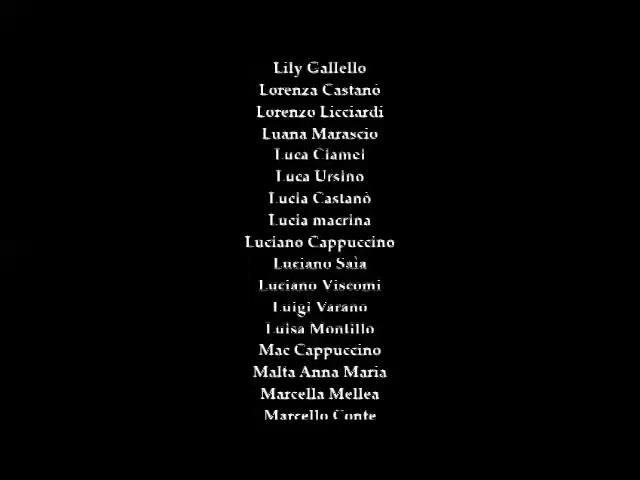 Lily Gallello
Lorenza Castanò
Lorenzo Licciardi
Luana Marascio
Luca Ciamei
Luca Ursino
Lucia Castanò
Lucia macrina
Luciano Cappuccino
Luciano Saìa
Luciano Viscomi
Luigi Varano
Luisa Montillo
Mac Cappuccino
Malta Anna Maria
Marcella Mellea
Marcello Conte